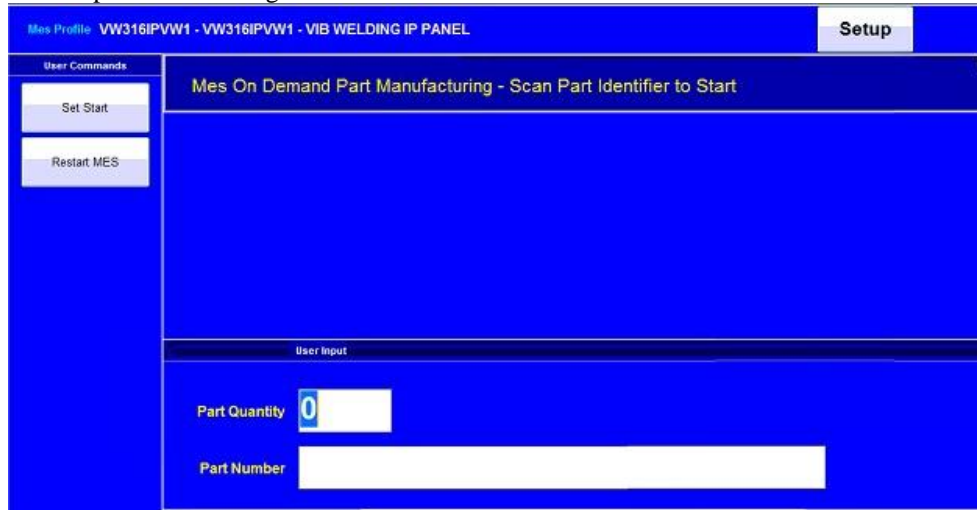 Mes Profile VW316IPVW1 - VW316IPVW1 - VIB WELDING IP PANEL
Setup
User Commands
Set Start
Restart MES
Mes On Demand Part Manufacturing - Scan Part Identifier to Start
User Input
Part Quantity 0
Part Number